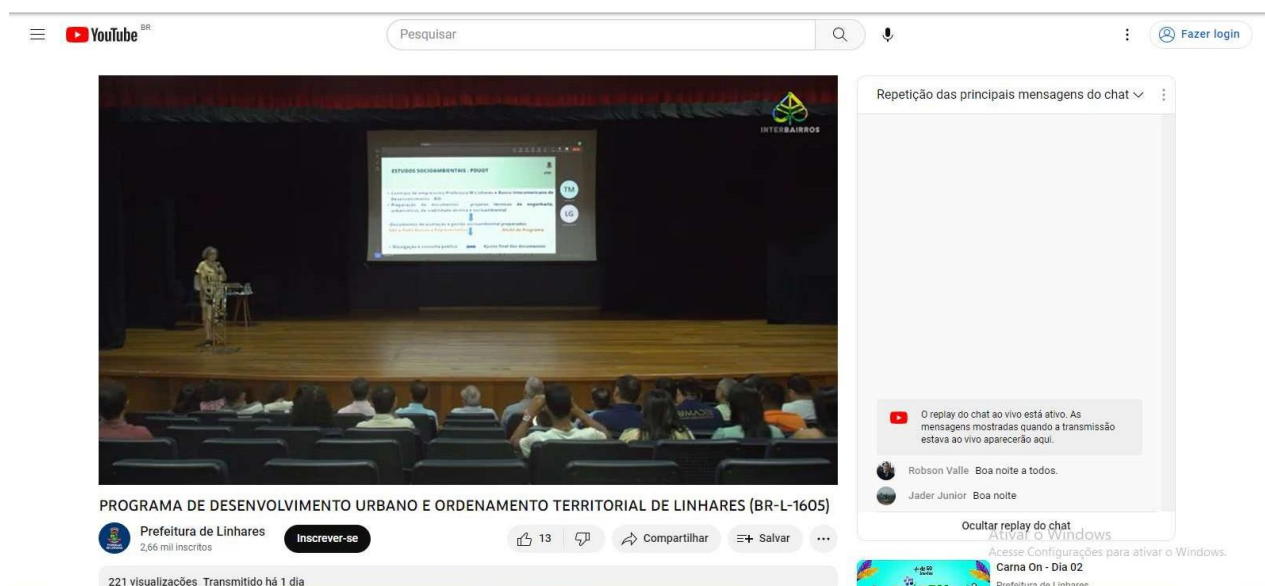 YouTube BR
Pesquisar
Fazer login
INTERBAIRROS
ESTUDOS SOCIOAMBIENTAIS - PDUOT
TM
LG
Repetição das principais mensagens do chat
O replay do chat ao vivo está ativo. As
mensagens mostradas quando a transmissão
estava ao vivo aparecerão aqui.
Robson Valle Boa noite a todos.
Jader Junior Boa noite
Ocultar replay do chat
PROGRAMA DE DESENVOLVIMENTO URBANO E ORDENAMENTO TERRITORIAL DE LINHARES (BR-L-1605)
Prefeitura de Linhares
2,66 mil inscritos
Inscrever-se
13
Compartilhar
Salvar
221 visualizações Transmitido há 1 dia
Ativar o Windows
Acesse Configurações para ativar o Windows.
Carna On - Dia 02
Prefeitura de Linhares